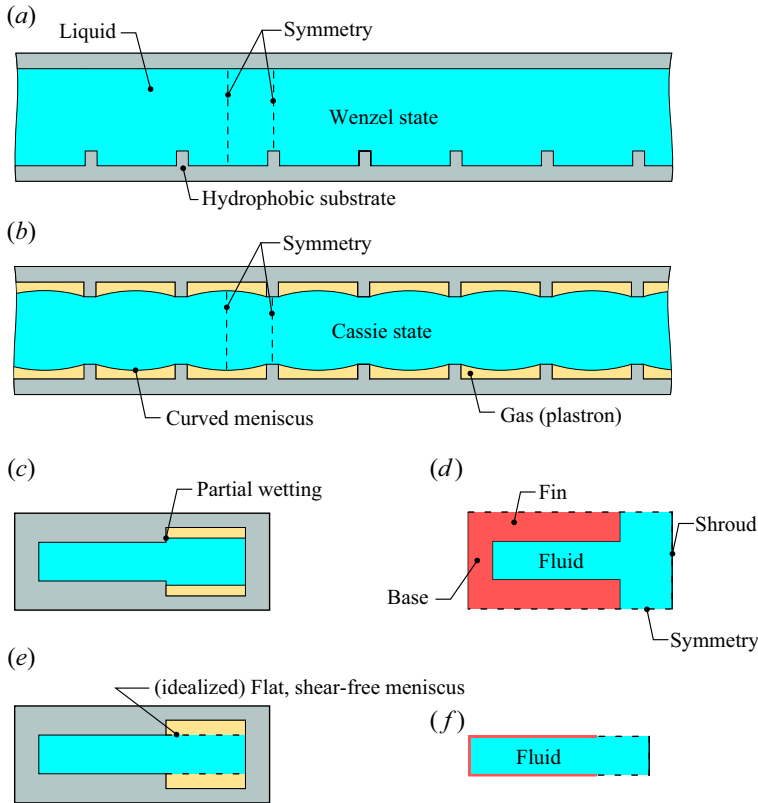 (a)
Liquid
Symmetry
Wenzel state
Hydrophobic substrate
(b)
Symmetry
Cassie state
Curved meniscus
Gas (plastron)
(c)
Partial wetting
(d)
Fin
Shroud
Fluid
Base
Symmetry
(e)
(idealized) Flat, shear-free meniscus
(f)
Fluid